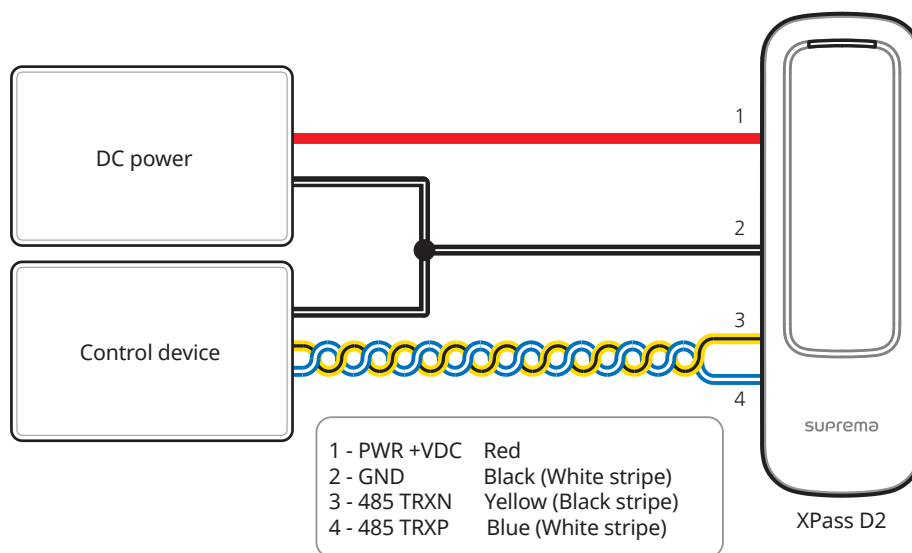 1
DC power
2
3
Control device
4
suprema
1 - PWR +VDC Red
2 - GND Black (White stripe)
3 - 485 TRXN Yellow (Black stripe)
4 - 485 TRXP Blue (White stripe)
XPass D2